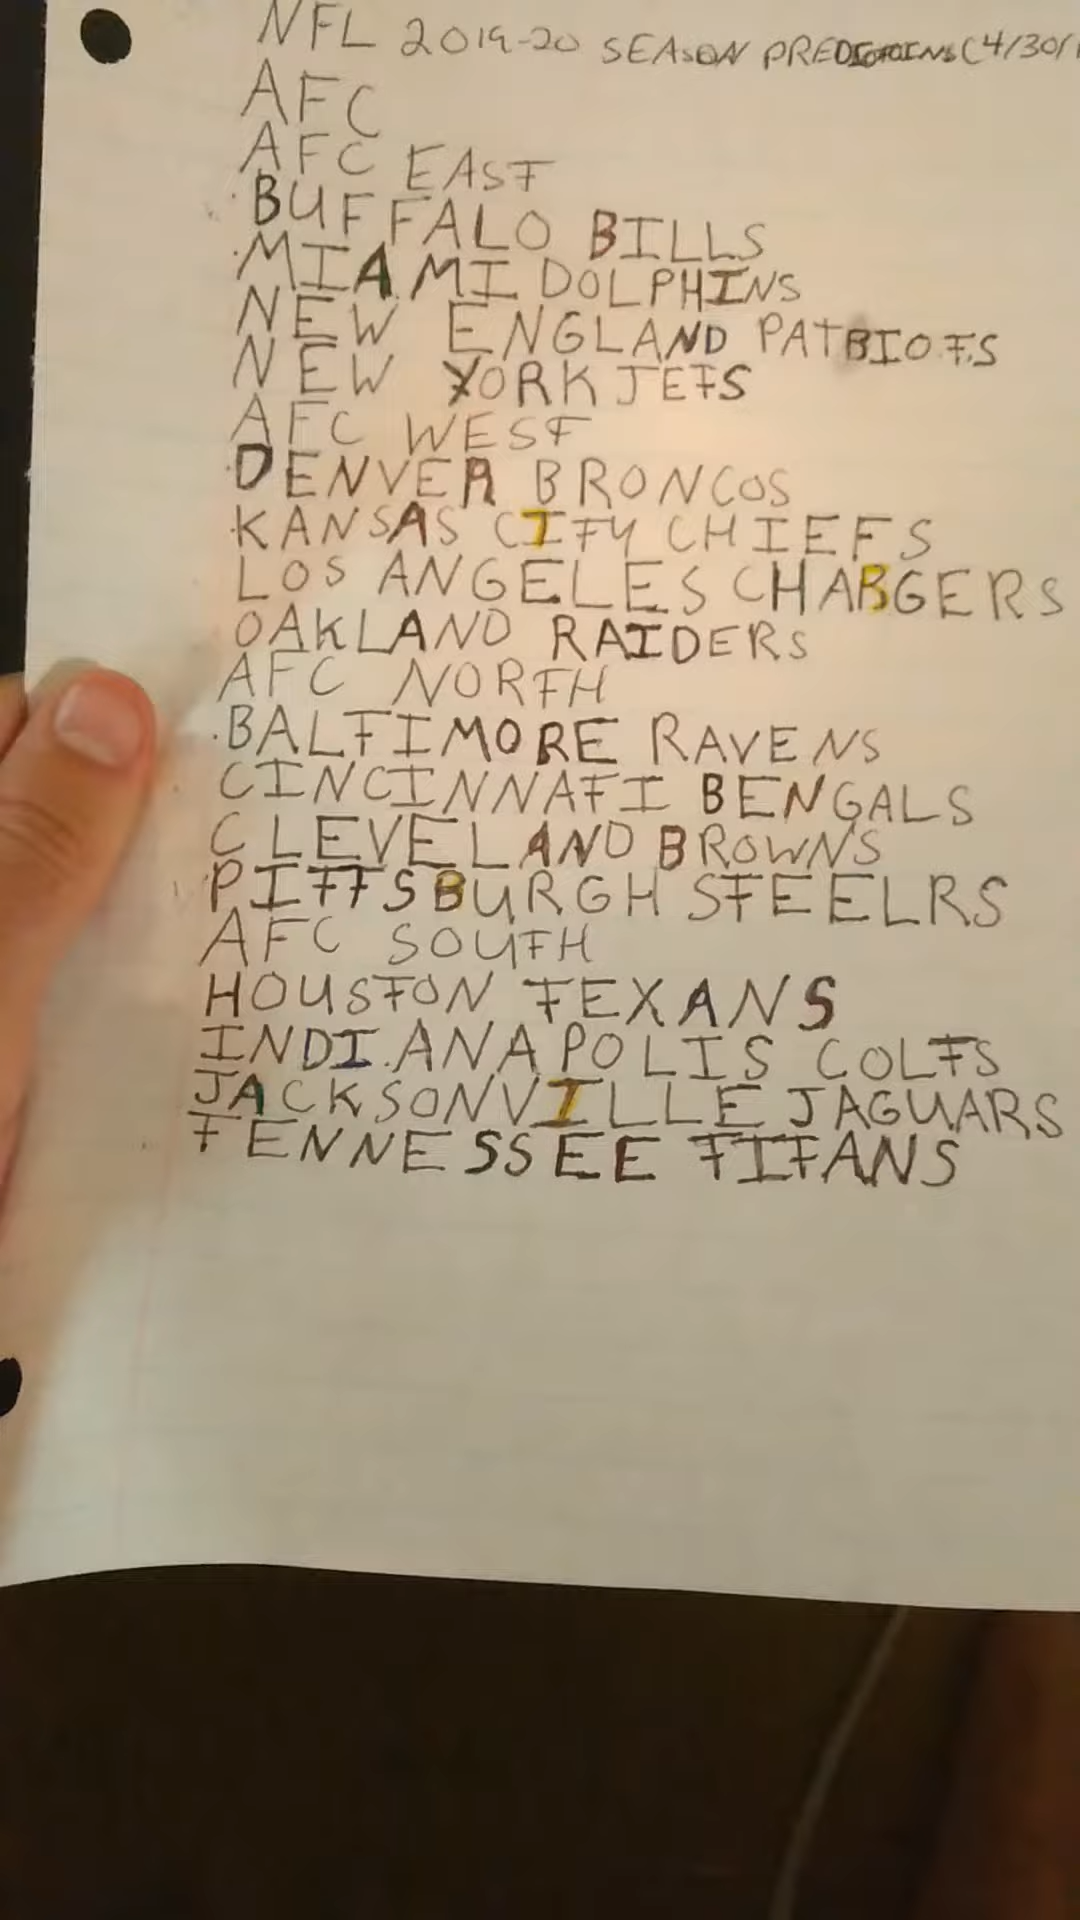 NFL 2019-20 SEASON PREDICTIONS (4/30/
AFC
AFC EAST
BUFFALO BILLS
MIAMI DOLPHINS
NEW ENGLAND PATRIOTS
NEW YORK JETS
AFC WEST
DENVER BRONCOS
KANSAS CITY CHIEFS
LOS ANGELES CHARGERS
OAKLAND RAIDERS
AFC NORTH
BALTIMORE RAVENS
CINCINNATI BENGALS
CLEVELAND BROWNS
PITTSBURGH STEELRS
AFC SOUTH
HOUSTON TEXANS
INDIANAPOLIS COLTS
JACKSONVILLE JAGUARS
TENNESSEE TITANS